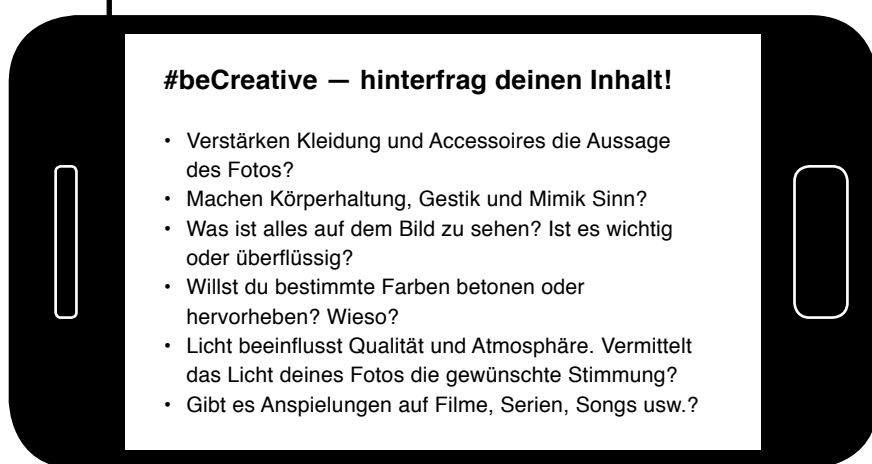 #beCreative — hinterfrag deinen Inhalt!
• Verstärken Kleidung und Accessoires die Aussage
des Fotos?
• Machen Körperhaltung, Gestik und Mimik Sinn?
• Was ist alles auf dem Bild zu sehen? Ist es wichtig
oder überflüssig?
• Willst du bestimmte Farben betonen oder
hervorheben? Wieso?
• Licht beeinflusst Qualität und Atmosphäre. Vermittelt
das Licht deines Fotos die gewünschte Stimmung?
• Gibt es Anspielungen auf Filme, Serien, Songs usw.?